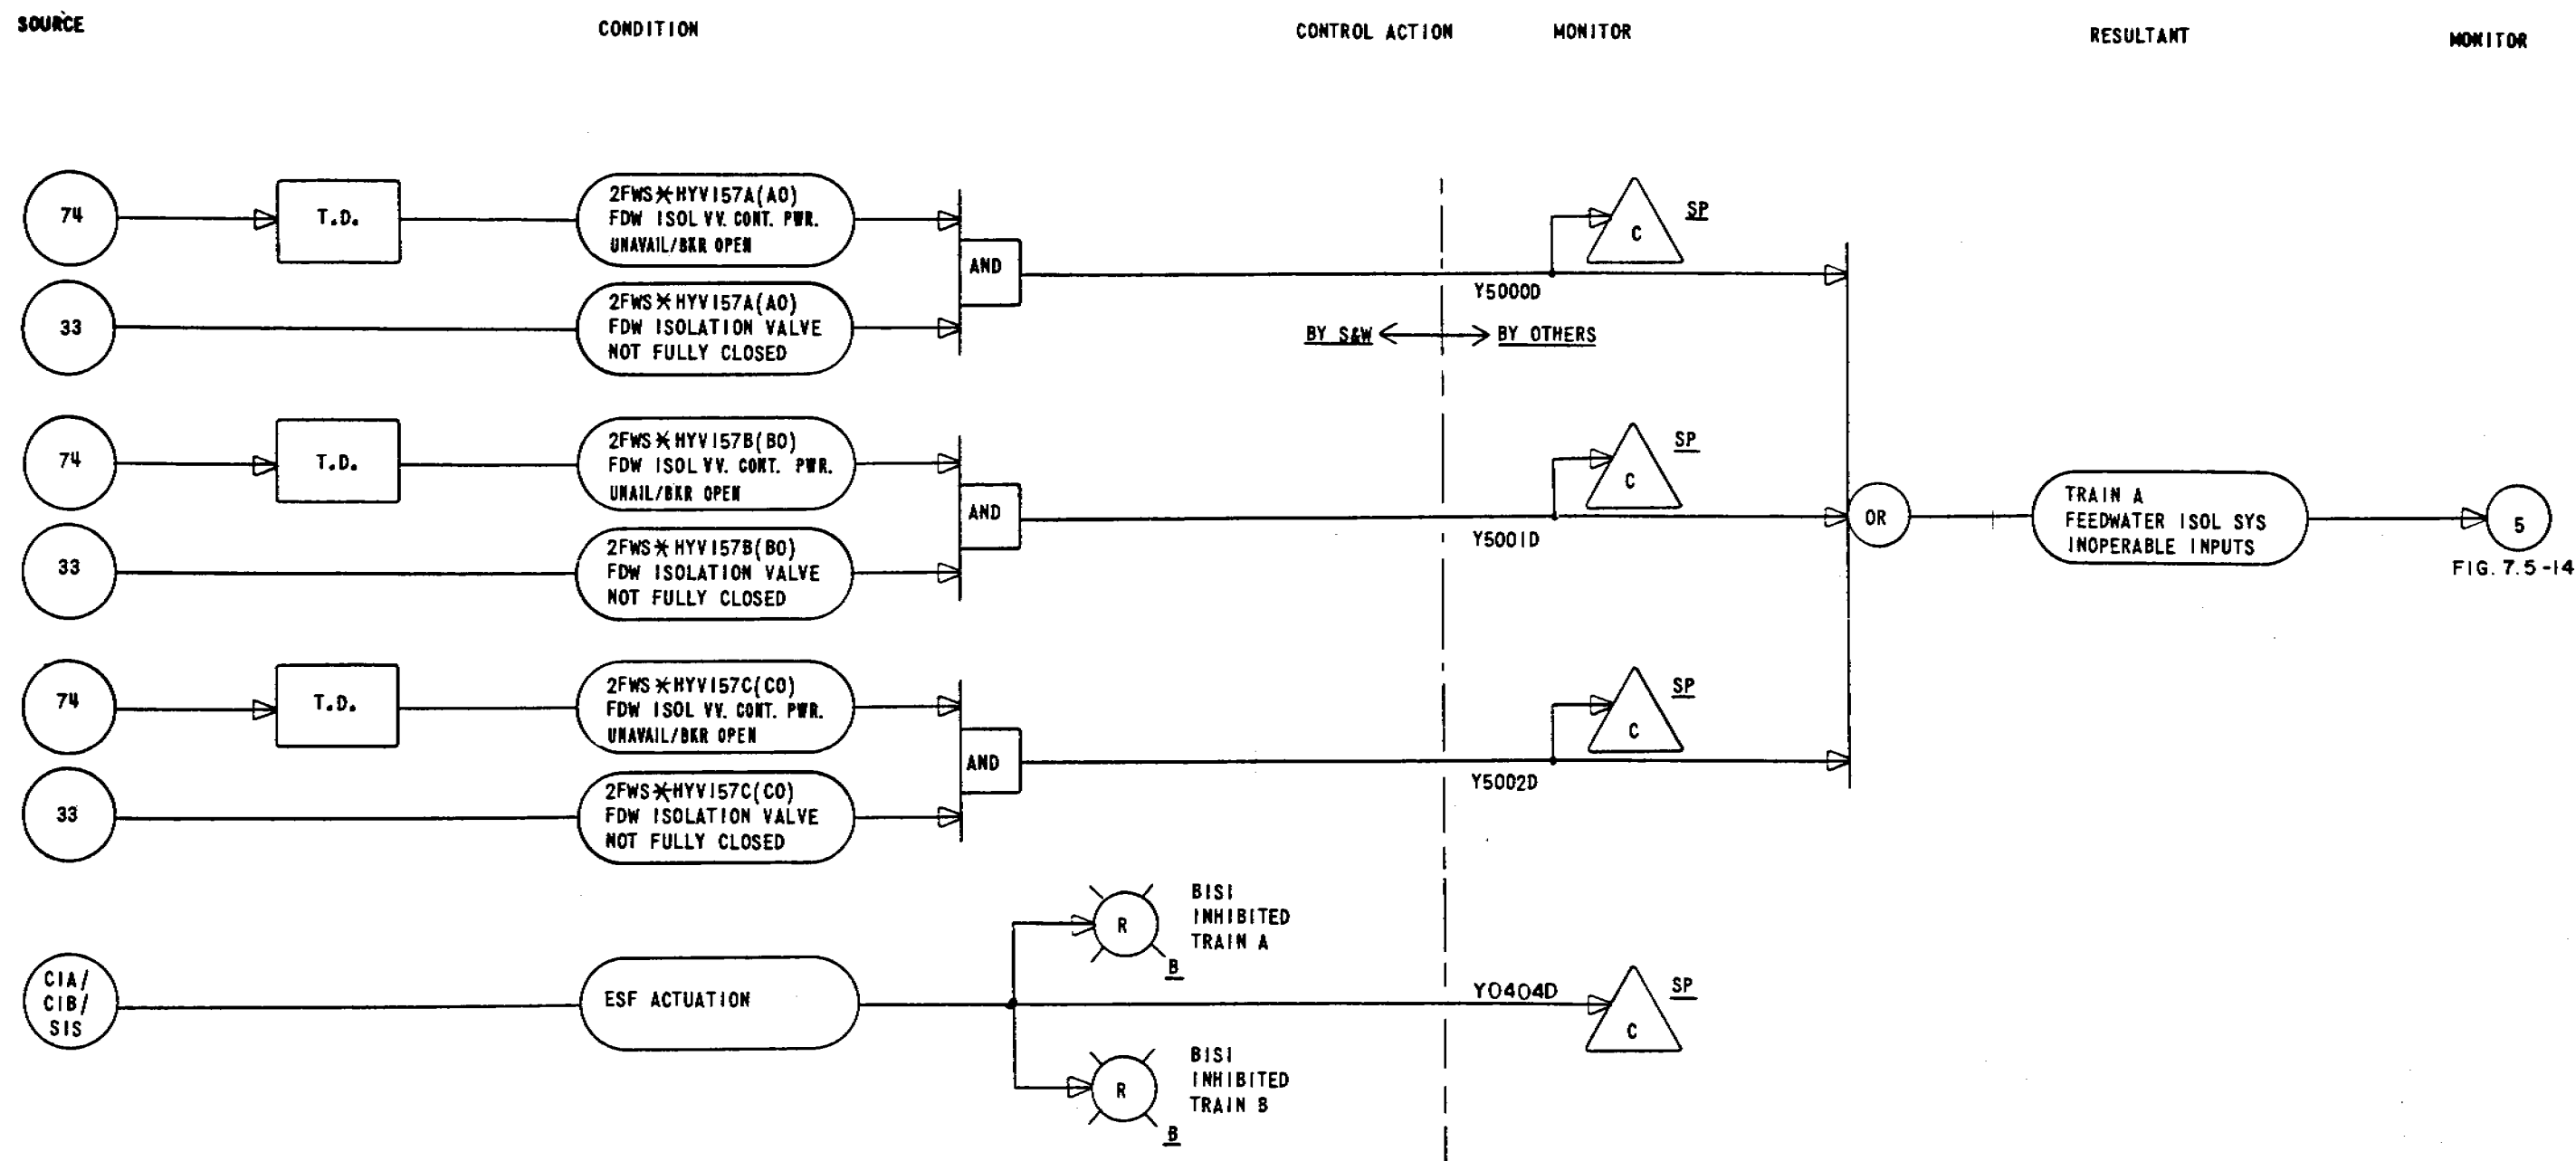 SOURCE
CONDITION
CONTROL ACTION
MONITOR
RESULTANT
MONITOR
74
T.D.
2FWS*HYV157A(AO)
FDW ISOL VV. CONT. PWR.
UNAVAIL/BKR OPEN
33
2FWS*HYV157A(AO)
FDW ISOLATION VALVE
NOT FULLY CLOSED
AND
Y5000D
C
SP
BY S&W
BY OTHERS
74
T.D.
2FWS*HYV157B(BO)
FDW ISOL VV. CONT. PWR.
UNAIL/BKR OPEN
33
2FWS*HYV157B(BO)
FDW ISOLATION VALVE
NOT FULLY CLOSED
AND
Y5001D
C
SP
OR
TRAIN A
FEEDWATER ISOL SYS
INOPERABLE INPUTS
5
FIG. 7.5-14
74
T.D.
2FWS*HYV157C(CO)
FDW ISOL VV. CONT. PWR.
UNAVAIL/BKR OPEN
33
2FWS*HYV157C(CO)
FDW ISOLATION VALVE
NOT FULLY CLOSED
AND
Y5002D
C
SP
CIA/
CIB/
SIS
ESF ACTUATION
R
B
BISI
INHIBITED
TRAIN A
Y0404D
C
SP
R
B
BISI
INHIBITED
TRAIN B